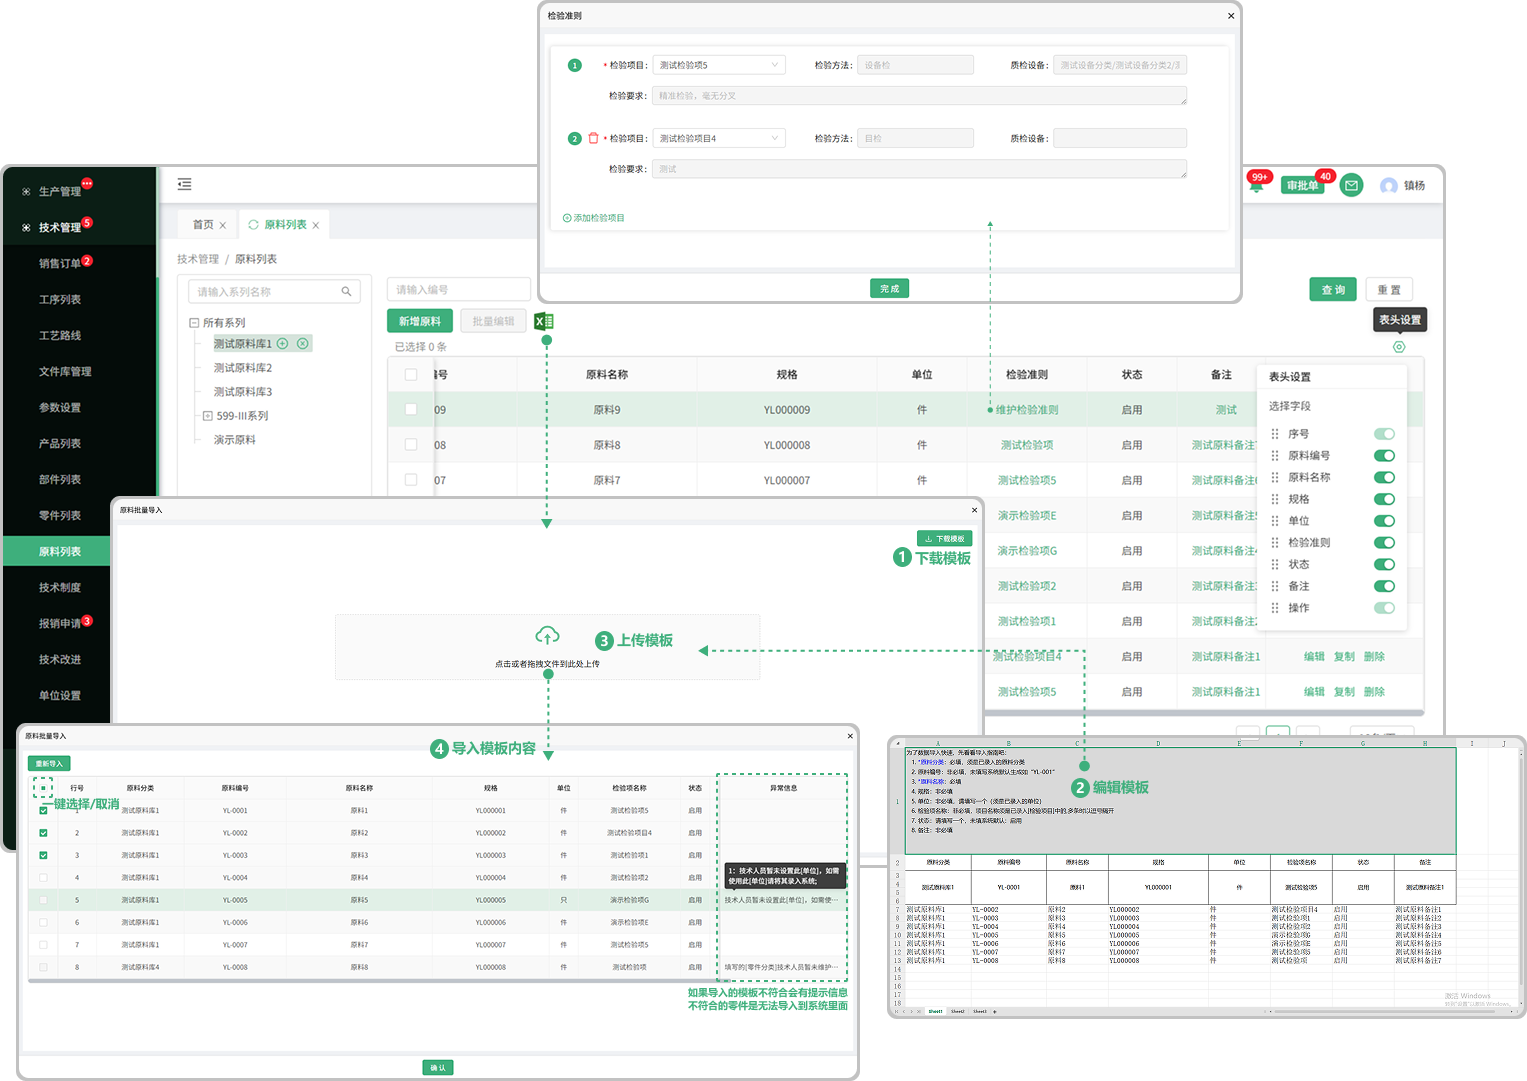 检验准则
1 * 检验项目: 测试检验项5 检验方法: 设备检 质检设备: 测试设备分类/测试设备分类2/
检验要求: 精准检验，毫无分叉
2 * 检验项目: 测试检验项目4 检验方法: 目检 质检设备:
检验要求: 测试
添加检验项目
完成
生产管理
技术管理 5
销售订单 2
工序列表
工艺路线
文件库管理
参数设置
产品列表
部件列表
零件列表
原料列表
技术制度
报销申请 3
技术改进
单位设置
99+ 审批单 40 镇杨
首页 × 原料列表 ×
技术管理 / 原料列表
请输入系列名称
所有系列
测试原料库1
测试原料库2
测试原料库3
599-III系列
演示原料
请输入编号
查询 重置
新增原料 批量编辑
表头设置
已选择 0 条
编号 原料名称 规格 单位 检验准则 状态 备注
09 原料9 YL000009 件 维护检验准则 启用 测试
08 原料8 YL000008 件 测试检验项 启用 测试原料备注
07 原料7 YL000007 件 测试检验项5 启用 测试原料备注
演示检验项E 启用 测试原料备注
演示检验项G 启用 测试原料备注
测试检验项2 启用 测试原料备注
测试检验项1 启用 测试原料备注
测试检验项目4 启用 测试原料备注1 编辑 复制 删除
测试检验项5 启用 测试原料备注1 编辑 复制 删除
表头设置
选择字段
序号
原料编号
原料名称
规格
单位
检验准则
状态
备注
操作
原料批量导入
下载模板
1 下载模板
3 上传模板
点击或者拖拽文件到此处上传
原料批量导入
4 导入模板内容
重新导入
行号 原料分类 原料编号 原料名称 规格 单位 检验项名称 状态 异常信息
一键选择/取消
1 测试原料库1 YL-0001 原料1 YL000001 件 测试检验项5 启用
2 测试原料库1 YL-0002 原料2 YL000002 件 测试检验项目4 启用
3 测试原料库1 YL-0003 原料3 YL000003 件 测试检验项1 启用
4 测试原料库1 YL-0004 原料4 YL000004 件 测试检验项2 启用
1：技术人员暂未设置此[单位]，如需
使用此[单位]请将其录入系统;
5 测试原料库1 YL-0005 原料5 YL000005 只 演示检验项G 启用 技术人员暂未设置此[单位]，如需使…
6 测试原料库1 YL-0006 原料6 YL000006 件 演示检验项E 启用
7 测试原料库1 YL-0007 原料7 YL000007 件 测试检验项5 启用
8 测试原料库4 YL-0008 原料8 YL000008 件 测试检验项 启用 填写的[零件分类]技术人员暂未维护…
如果导入的模板不符合会有提示信息
不符合的零件是无法导入到系统里面
确认
A B C D E F G H I J
为了数据导入快速，先看看导入指南吧:
1. *原料分类：必填，须是已录入的原料分类
2. 原料编号：非必填，未填写系统默认生成如 "YL-001"
3. *原料名称：必填
4. 规格：非必填
5. 单位：非必填，请填写一个（须是已录入的单位）
6. 检验项名称：非必填，项目名称须是已录入[检验项目]中的,多条时以逗号隔开
7. 状态：请填写一个，未填系统默认：启用
8. 备注：非必填
2 编辑模板
1
2 原料分类 原料编号 原料名称 规格 单位 检验项名称 状态 备注
3
4
5
6
测试原料库1 YL-0001 原料1 YL000001 件 测试检验项5 启用 测试原料备注1
7 测试原料库1 YL-0002 原料2 YL000002 件 测试检验项目4 启用 测试原料备注1
8 测试原料库1 YL-0003 原料3 YL000003 件 测试检验项1 启用 测试原料备注2
9 测试原料库1 YL-0004 原料4 YL000004 件 测试检验项2 启用 测试原料备注3
10 测试原料库1 YL-0005 原料5 YL000005 件 演示检验项G 启用 测试原料备注4
11 测试原料库1 YL-0006 原料6 YL000006 件 演示检验项E 启用 测试原料备注5
12 测试原料库1 YL-0007 原料7 YL000007 件 测试检验项5 启用 测试原料备注6
13 测试原料库1 YL-0008 原料8 YL000008 件 测试检验项 启用 测试原料备注7
14
15
16
17
18
激活 Windows
转到"设置"以激活 Windows。
Sheet1 Sheet2 Sheet3 +